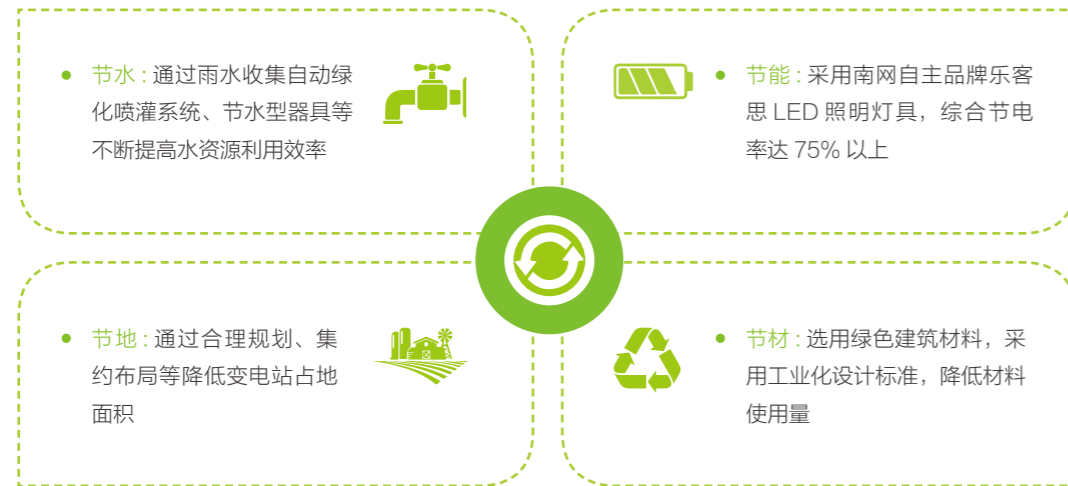 节水 : 通过雨水收集自动绿
化喷灌系统、节水型器具等
不断提高水资源利用效率
节能 : 采用南网自主品牌乐客
思 LED 照明灯具，综合节电
率达 75% 以上
节地 : 通过合理规划、集
约布局等降低变电站占地
面积
节材 : 选用绿色建筑材料，采
用工业化设计标准，降低材料
使用量